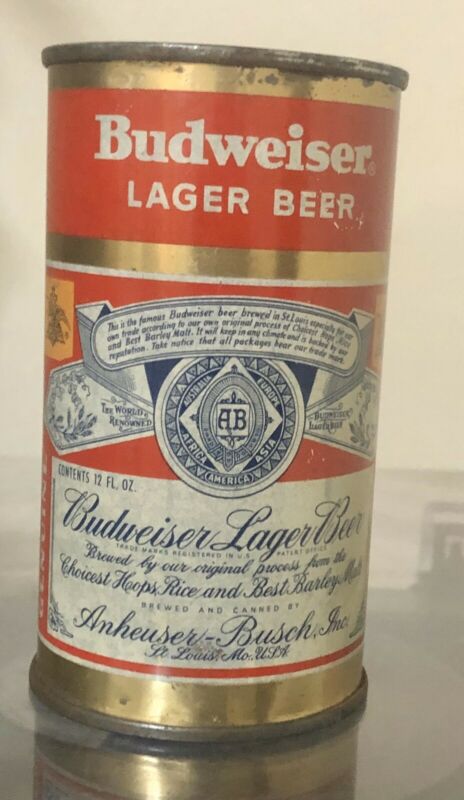 Budweiser®
LAGER BEER
This is the famous Budweiser beer brewed in St. Louis especially for our
own trade according to our own original process of Choicest Hops, Rice
and Best Barley Malt. It will keep in any climate and is backed by our
reputation. Take notice that all packages bear our trade mark.
THE WORLD
RENOWNED
AUSTRALIA
EUROPE
AB
AFRICA
ASIA
AMERICA
BUDWEISER
LAGER BEER
CONTENTS 12 FL. OZ.
GENUINE
Budweiser Lager Beer
TRADE MARKS REGISTERED IN U.S. PATENT OFFICE
Brewed by our original process from the
Choicest Hops, Rice and Best Barley Malt
BREWED AND CANNED BY
Anheuser-Busch, Inc.
St. Louis, Mo. U.S.A.